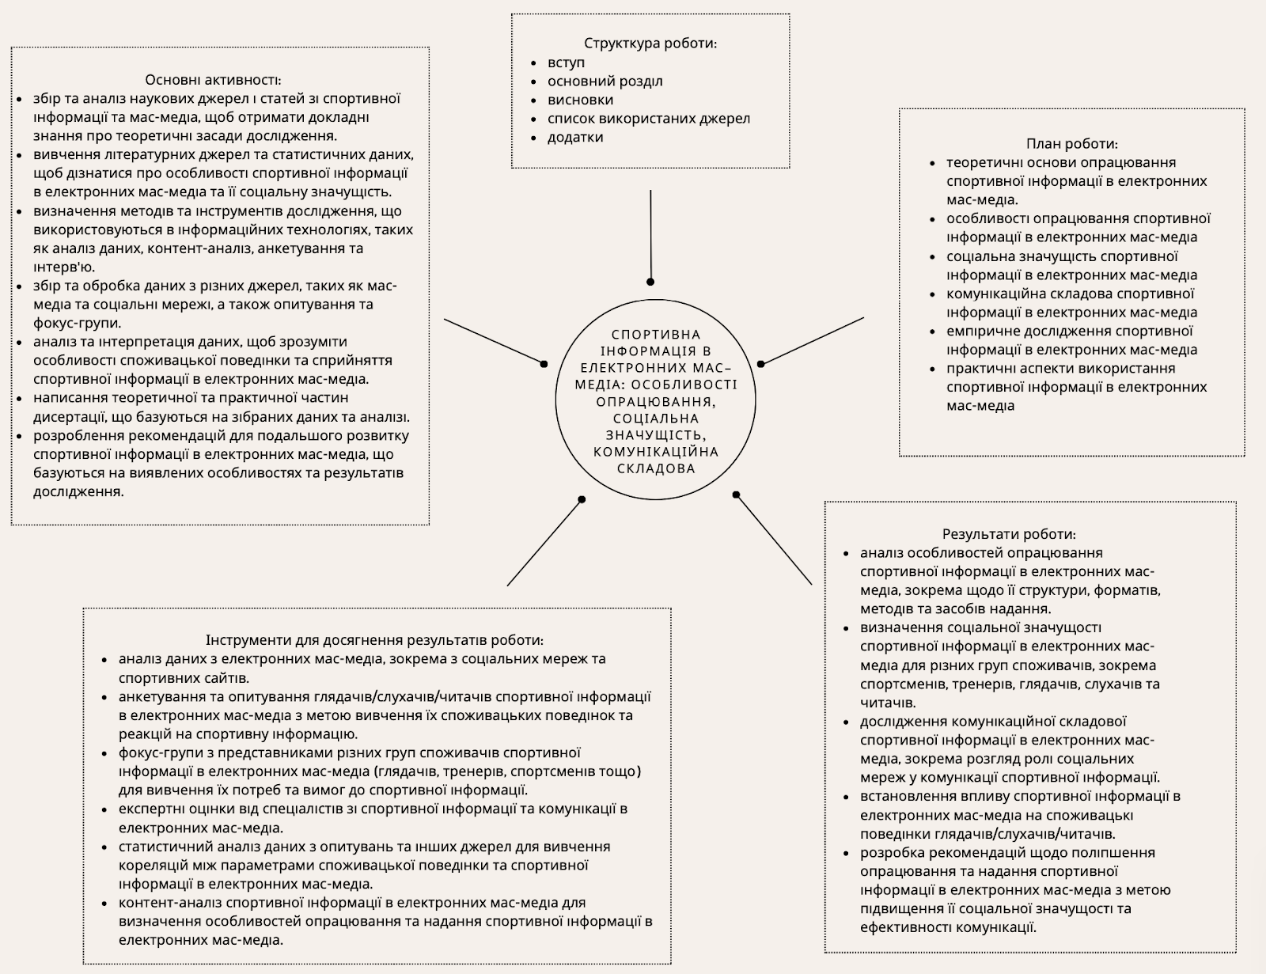 Структкура роботи:
вступ
основний розділ
висновки
список використаних джерел
додатки
Основні активності:
збір та аналіз наукових джерел і статей зі спортивної
інформації та мас-медіа, щоб отримати докладні
знання про теоретичні засади дослідження.
вивчення літературних джерел та статистичних даних,
щоб дізнатися про особливості спортивної інформації
в електронних мас-медіа та її соціальну значущість.
визначення методів та інструментів дослідження, що
використовуються в інформаційних технологіях, таких
як аналіз даних, контент-аналіз, анкетування та
інтерв'ю.
збір та обробка даних з різних джерел, таких як мас-
медіа та соціальні мережі, а також опитування та
фокус-групи.
аналіз та інтерпретація даних, щоб зрозуміти
особливості споживацької поведінки та сприйняття
спортивної інформації в електронних мас-медіа.
написання теоретичної та практичної частин
дисертації, що базуються на зібраних даних та аналізі.
розроблення рекомендацій для подальшого розвитку
спортивної інформації в електронних мас-медіа, що
базуються на виявлених особливостях та результатів
дослідження.
План роботи:
теоретичні основи опрацювання
спортивної інформації в електронних
мас-медіа.
особливості опрацювання спортивної
інформації в електронних мас-медіа
соціальна значущість спортивної
інформації в електронних мас-медіа
комунікаційна складова спортивної
інформації в електронних мас-медіа
емпіричне дослідження спортивної
інформації в електронних мас-медіа
практичні аспекти використання
спортивної інформації в електронних
мас-медіа
СПОРТИВНА
ІНФОРМАЦІЯ В
ЕЛЕКТРОННИХ МАС–
МЕДІА: ОСОБЛИВОСТІ
ОПРАЦЮВАННЯ,
СОЦІАЛЬНА
ЗНАЧУЩІСТЬ,
КОМУНІКАЦІЙНА
СКЛАДОВА
Інструменти для досягнення результатів роботи:
аналіз даних з електронних мас-медіа, зокрема з соціальних мереж та
спортивних сайтів.
анкетування та опитування глядачів/слухачів/читачів спортивної інформації
в електронних мас-медіа з метою вивчення їх споживацьких поведінок та
реакцій на спортивну інформацію.
фокус-групи з представниками різних груп споживачів спортивної
інформації в електронних мас-медіа (глядачів, тренерів, спортсменів тощо)
для вивчення їх потреб та вимог до спортивної інформації.
експертні оцінки від спеціалістів зі спортивної інформації та комунікації в
електронних мас-медіа.
статистичний аналіз даних з опитувань та інших джерел для вивчення
кореляцій між параметрами споживацької поведінки та спортивної
інформації в електронних мас-медіа.
контент-аналіз спортивної інформації в електронних мас-медіа для
визначення особливостей опрацювання та надання спортивної інформації в
електронних мас-медіа.
Результати роботи:
аналіз особливостей опрацювання
спортивної інформації в електронних мас-
медіа, зокрема щодо її структури, форматів,
методів та засобів надання.
визначення соціальної значущості
спортивної інформації в електронних мас-
медіа для різних груп споживачів, зокрема
спортсменів, тренерів, глядачів, слухачів та
читачів.
дослідження комунікаційної складової
спортивної інформації в електронних мас-
медіа, зокрема розгляд ролі соціальних
мереж у комунікації спортивної інформації.
встановлення впливу спортивної інформації в
електронних мас-медіа на споживацькі
поведінки глядачів/слухачів/читачів.
розробка рекомендацій щодо поліпшення
опрацювання та надання спортивної
інформації в електронних мас-медіа з метою
підвищення її соціальної значущості та
ефективності комунікації.